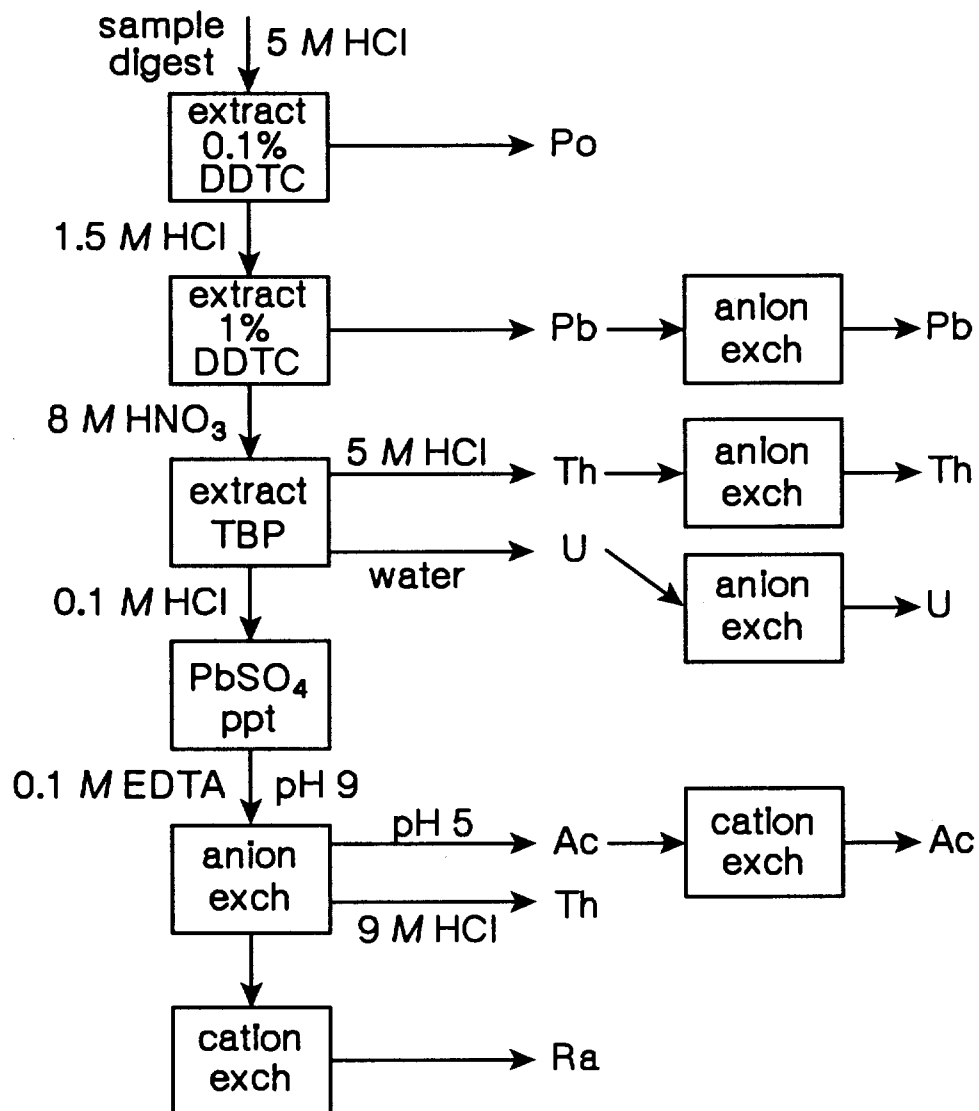 sample
digest
5 M HCl
extract
0.1%
DDTC
Po
1.5 M HCl
extract
1%
DDTC
Pb
anion
exch
Pb
8 M HNO₃
extract
TBP
5 M HCl
Th
anion
exch
Th
water
U
anion
exch
U
0.1 M HCl
PbSO₄
ppt
0.1 M EDTA
pH 9
anion
exch
pH 5
Ac
cation
exch
Ac
9 M HCl
Th
cation
exch
Ra